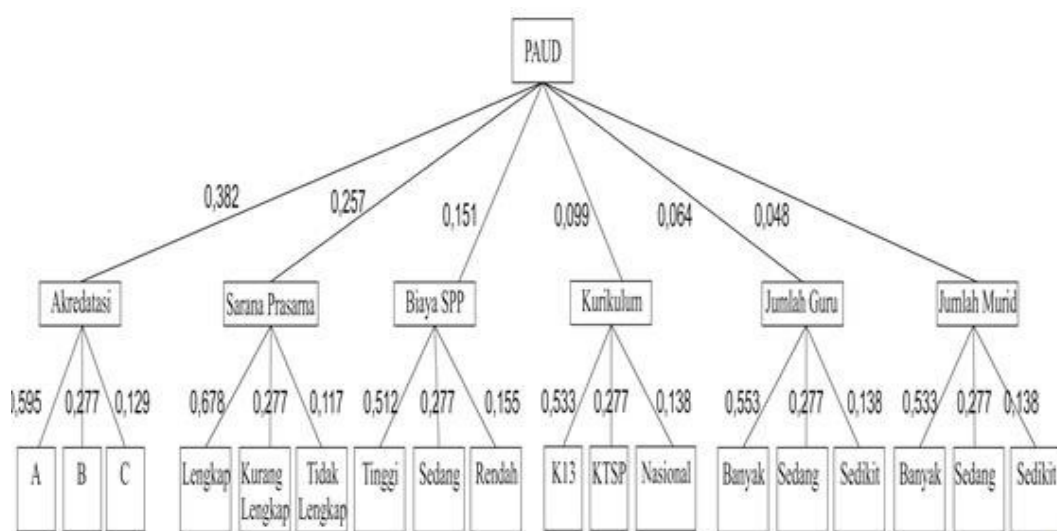 PAUD
0,382
0,257
0,151
0,099
0,064
0,048
Akredatasi
Sarana Prasarna
Biaya SPP
Kurikulum
Jumlah Guru
Jumlah Murid
0,595 0,277 0,129
0,678 0,277 0,117
0,512 0,277 0,155
0,533 0,277 0,138
0,553 0,277 0,138
0,533 0,277 0,138
A
B
C
Lengkap
Kurang
Lengkap
Tidak
Lengkap
Tinggi
Sedang
Rendah
K13
KTSP
Nasional
Banyak
Sedang
Sedikit
Banyak
Sedang
Sedikit